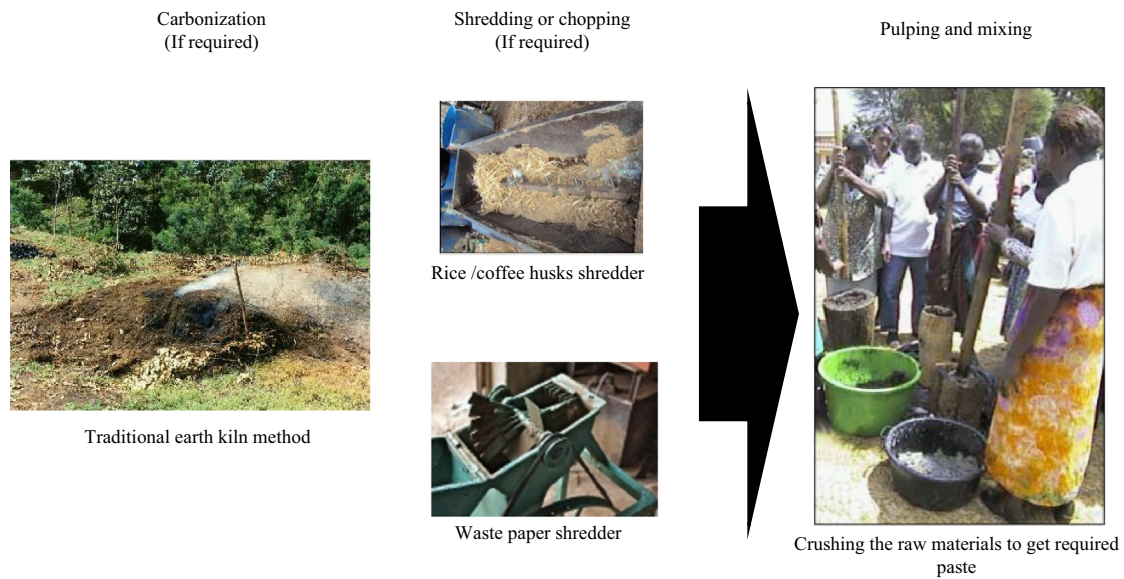 Carbonization
(If required)
Shredding or chopping
(If required)
Pulping and mixing
Rice /coffee husks shredder
Traditional earth kiln method
Waste paper shredder
Crushing the raw materials to get required
paste